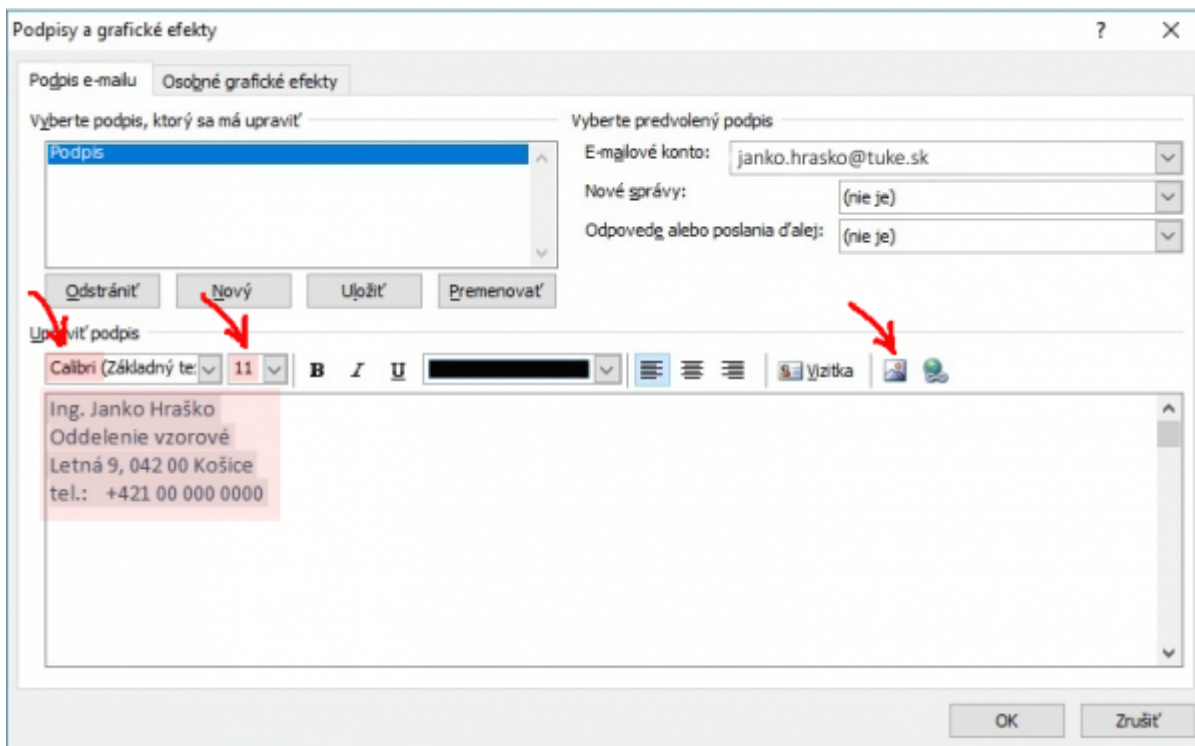 Podpisy a grafické efekty
?
Podpis e-mailu
Osobné grafické efekty
Vyberte podpis, ktorý sa má upraviť
Podpis
Odstrániť
Nový
Uložiť
Premenovať
Vyberte predvolený podpis
E-mailové konto:
janko.hrasko@tuke.sk
Nové správy:
(nie je)
Odpovede alebo poslania ďalej:
(nie je)
Upraviť podpis
Calibri (Základný te:
11
B
I
U
Vizitka
Ing. Janko Hraško
Oddelenie vzorové
Letná 9, 042 00 Košice
tel.: +421 00 000 0000
OK
Zrušiť